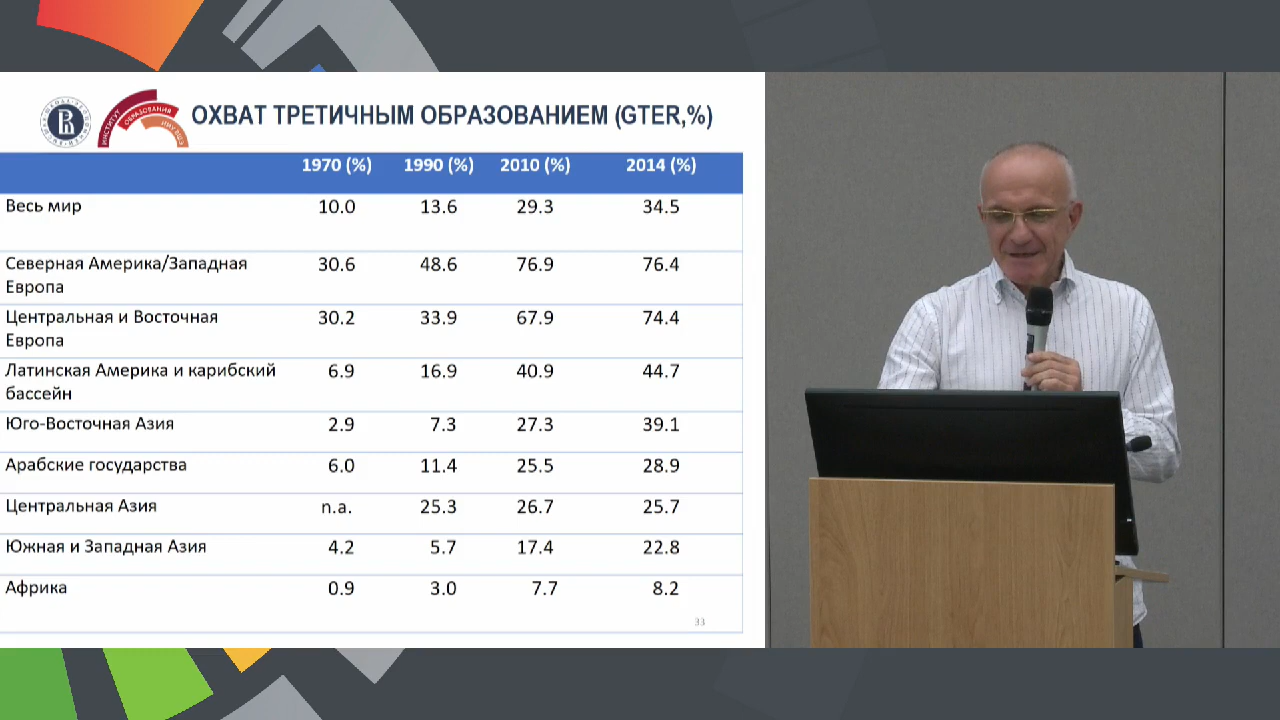 ИНСТИТУТ ОБРАЗОВАНИЯ
ОХВАТ ТРЕТИЧНЫМ ОБРАЗОВАНИЕМ (GTER,%)
1970 (%) 1990 (%) 2010 (%) 2014 (%)
Весь мир 10.0 13.6 29.3 34.5
Северная Америка/Западная 30.6 48.6 76.9 76.4
Европа
Центральная и Восточная 30.2 33.9 67.9 74.4
Европа
Латинская Америка и карибский 6.9 16.9 40.9 44.7
бассейн
Юго-Восточная Азия 2.9 7.3 27.3 39.1
Арабские государства 6.0 11.4 25.5 28.9
Центральная Азия n.a. 25.3 26.7 25.7
Южная и Западная Азия 4.2 5.7 17.4 22.8
Африка 0.9 3.0 7.7 8.2
33